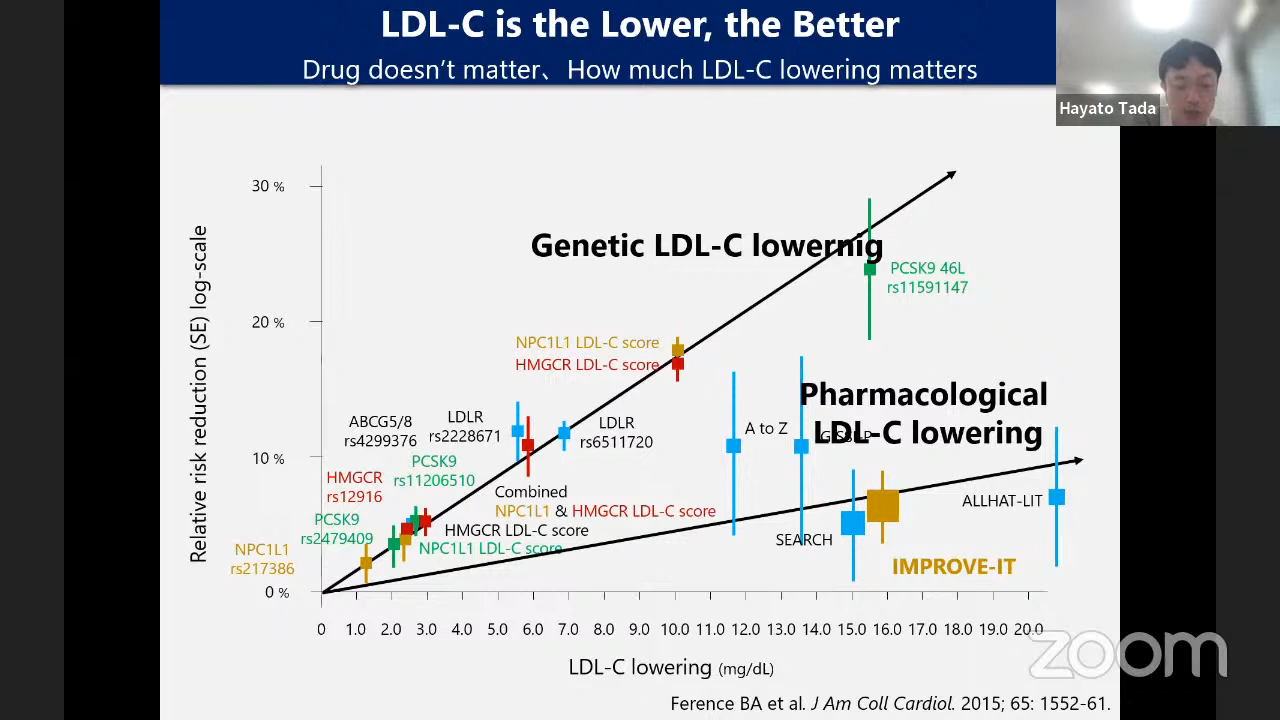 LDL-C is the Lower, the Better
Drug doesn't matter、How much LDL-C lowering matters
Hayato Tada
Relative risk reduction (SE) log-scale
30 %
20 %
10 %
0 %
Genetic LDL-C lowernig
PCSK9 46L
rs11591147
NPC1L1 LDL-C score
HMGCR LDL-C score
Pharmacological
LDL-C lowering
ABCG5/8
rs4299376
LDLR
rs2228671
LDLR
rs6511720
A to Z
PCSK9
rs11206510
HMGCR
rs12916
Combined
NPC1L1 & HMGCR LDL-C score
HMGCR LDL-C score
NPC1L1 LDL-C score
PCSK9
rs2479409
NPC1L1
rs217386
ALLHAT-LIT
SEARCH
IMPROVE-IT
0 1.0 2.0 3.0 4.0 5.0 6.0 7.0 8.0 9.0 10.0 11.0 12.0 13.0 14.0 15.0 16.0 17.0 18.0 19.0 20.0
LDL-C lowering (mg/dL)
zoom
Ference BA et al. J Am Coll Cardiol. 2015; 65: 1552-61.